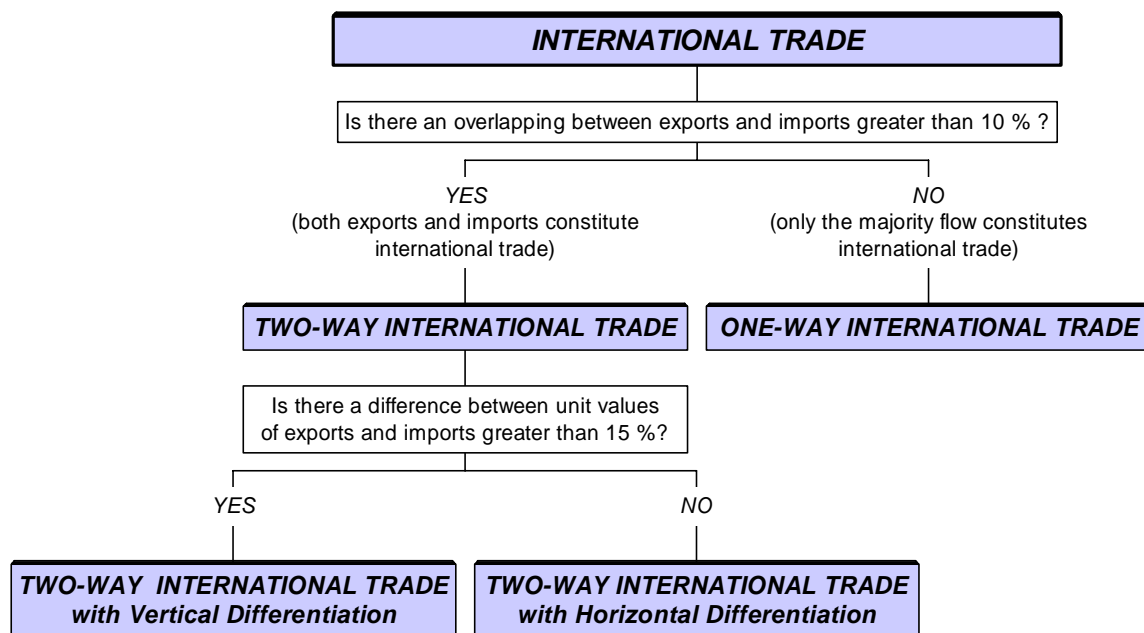 INTERNATIONAL TRADE
Is there an overlapping between exports and imports greater than 10 % ?
YES
(both exports and imports constitute
international trade)
NO
(only the majority flow constitutes
international trade)
TWO-WAY INTERNATIONAL TRADE
ONE-WAY INTERNATIONAL TRADE
Is there a difference between unit values
of exports and imports greater than 15 %?
YES
NO
TWO-WAY INTERNATIONAL TRADE
with Vertical Differentiation
TWO-WAY INTERNATIONAL TRADE
with Horizontal Differentiation